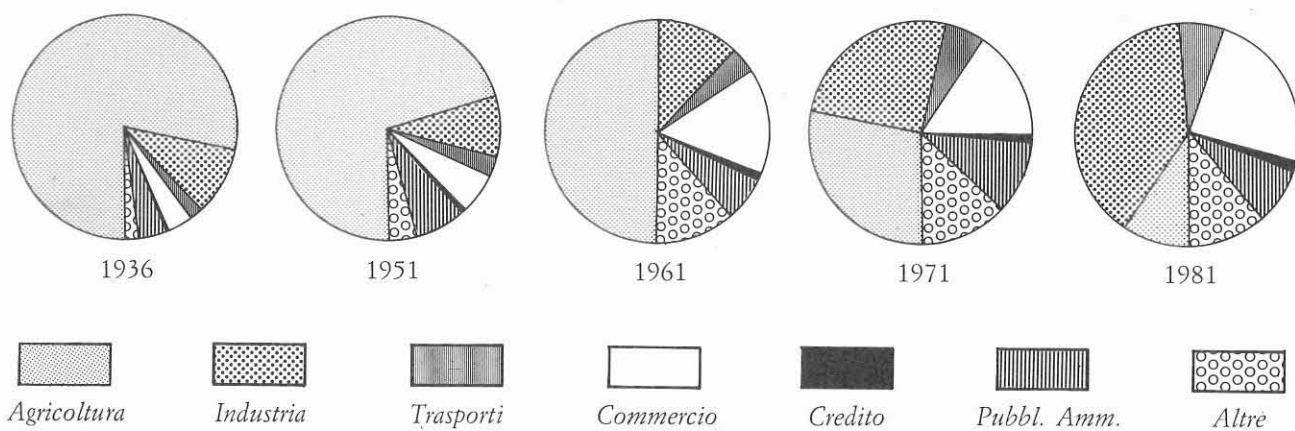 1936 1951 1961 1971 1981
Agricoltura Industria Trasporti Commercio Credito Pubbl. Amm. Altre